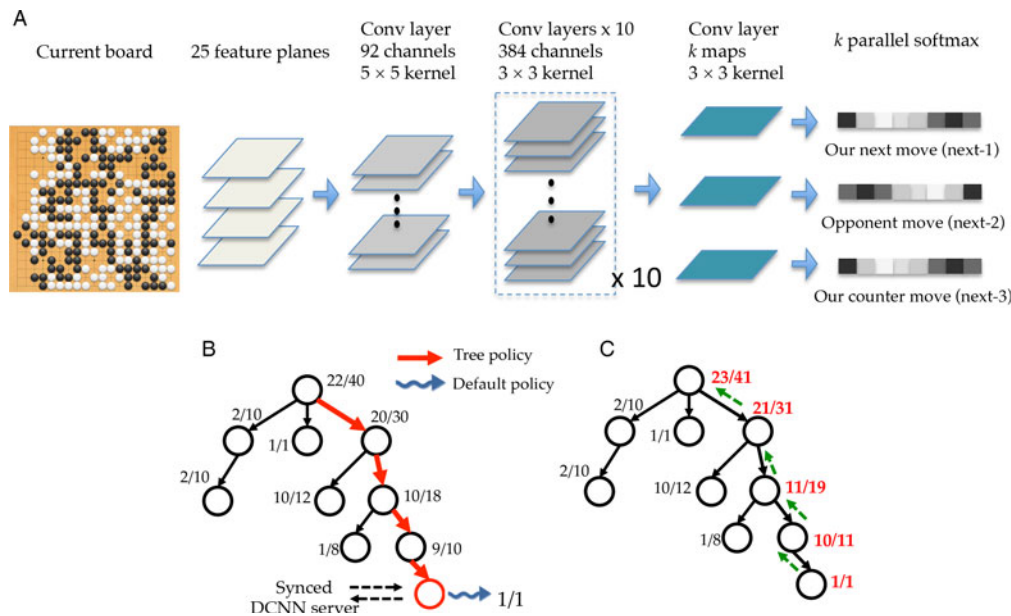 A
Current board
25 feature planes
Conv layer
92 channels
5 × 5 kernel
Conv layers x 10
384 channels
3 × 3 kernel
Conv layer
k maps
3 × 3 kernel
k parallel softmax
Our next move (next-1)
Opponent move (next-2)
Our counter move (next-3)
x 10
B
Tree policy
Default policy
22/40
2/10
20/30
1/1
2/10
10/12
10/18
1/8
9/10
Synced
DCNN server
1/1
C
23/41
2/10
21/31
1/1
2/10
10/12
11/19
1/8
10/11
1/1